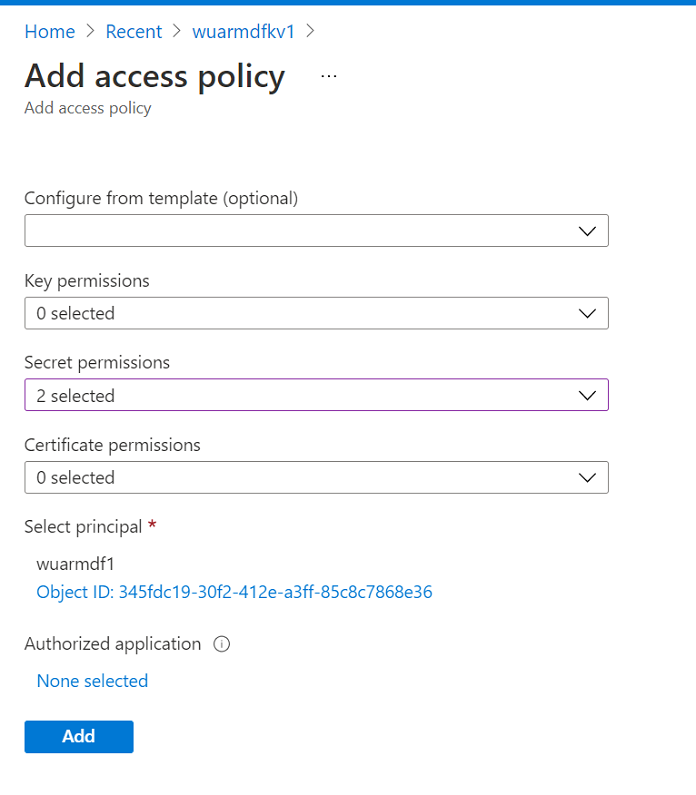 Home > Recent > wuarmdfkv1 >
Add access policy ...
Add access policy
Configure from template (optional)
Key permissions
0 selected
Secret permissions
2 selected
Certificate permissions
0 selected
Select principal *
wuarmdf1
Object ID: 345fdc19-30f2-412e-a3ff-85c8c7868e36
Authorized application
None selected
Add